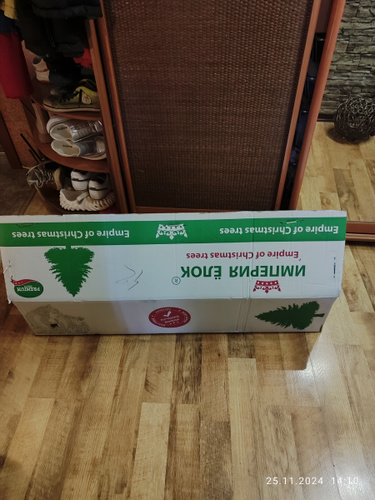 Empire of Christmas trees Empire of Christmas trees
ИМПЕРИЯ ЁЛОК®
Empire of Christmas trees
PREMIUM
25.11.2024 14:10